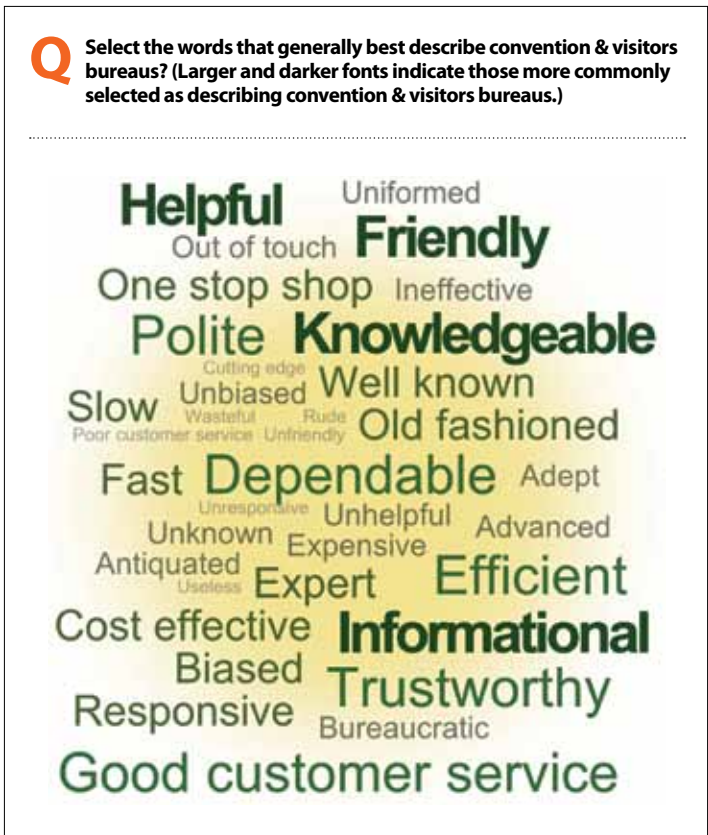 Q Select the words that generally best describe convention & visitors
bureaus? (Larger and darker fonts indicate those more commonly
selected as describing convention & visitors bureaus.)
Helpful Uniformed
Out of touch Friendly
One stop shop Ineffective
Polite Knowledgeable
Cutting edge
Unbiased Well known
Slow Wasteful Rude Old fashioned
Poor customer service Unfriendly
Fast Dependable Adept
Unresponsive Unhelpful Advanced
Unknown Expensive
Antiquated Efficient
Useless Expert
Cost effective Informational
Biased Trustworthy
Responsive Bureaucratic
Good customer service